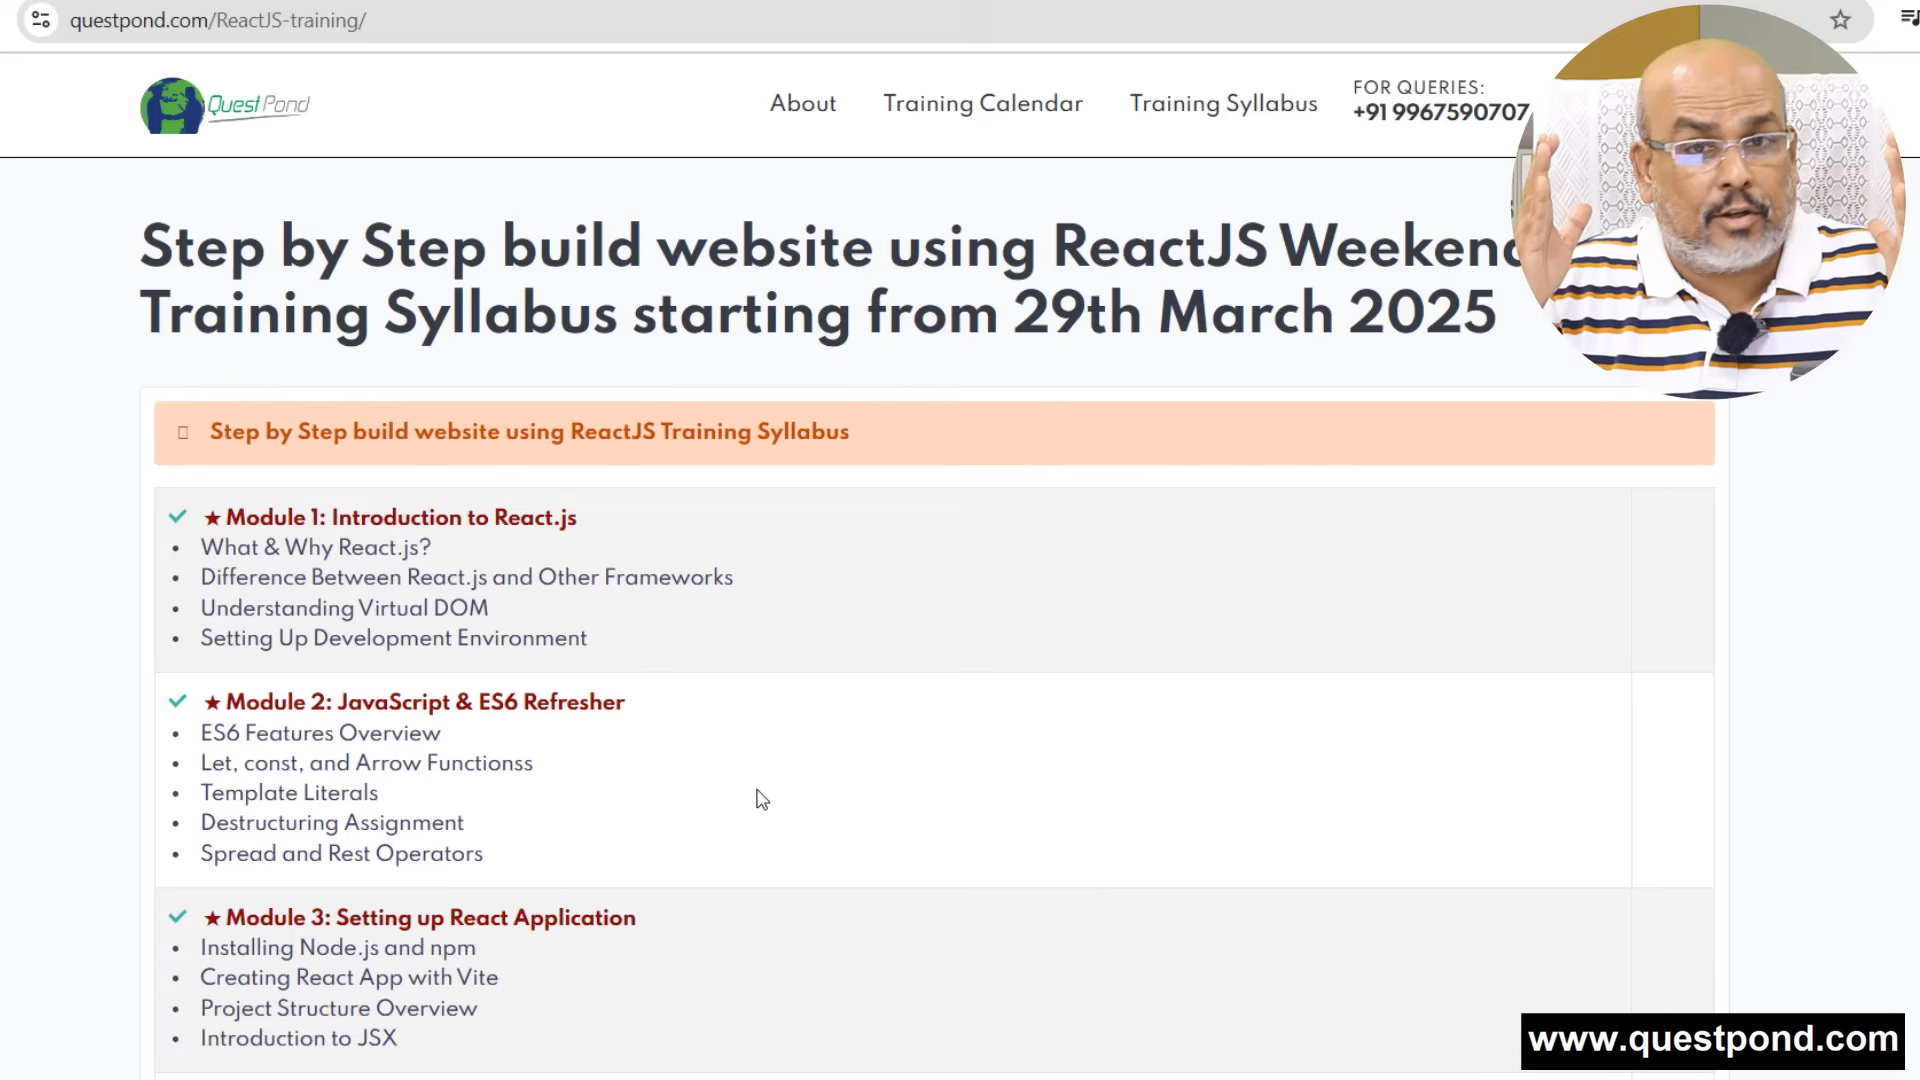 questpond.com/ReactJS-training/
QuestPond
About
Training Calendar
Training Syllabus
FOR QUERIES:
+91 9967590707
Step by Step build website using ReactJS Weekend
Training Syllabus starting from 29th March 2025
Step by Step build website using ReactJS Training Syllabus
★ Module 1: Introduction to React.js
• What & Why React.js?
• Difference Between React.js and Other Frameworks
• Understanding Virtual DOM
• Setting Up Development Environment
★ Module 2: JavaScript & ES6 Refresher
• ES6 Features Overview
• Let, const, and Arrow Functionss
• Template Literals
• Destructuring Assignment
• Spread and Rest Operators
★ Module 3: Setting up React Application
• Installing Node.js and npm
• Creating React App with Vite
• Project Structure Overview
• Introduction to JSX
www.questpond.com